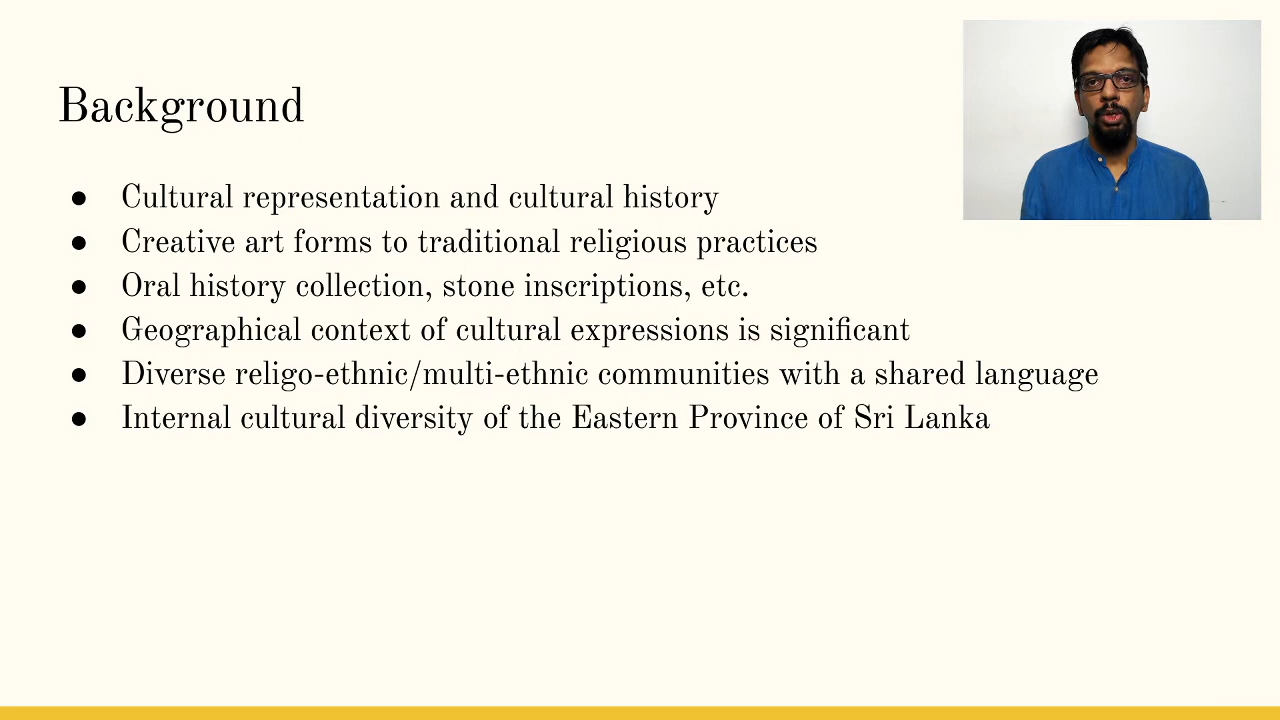 Background
● Cultural representation and cultural history
● Creative art forms to traditional religious practices
● Oral history collection, stone inscriptions, etc.
● Geographical context of cultural expressions is significant
● Diverse religo-ethnic/multi-ethnic communities with a shared language
● Internal cultural diversity of the Eastern Province of Sri Lanka